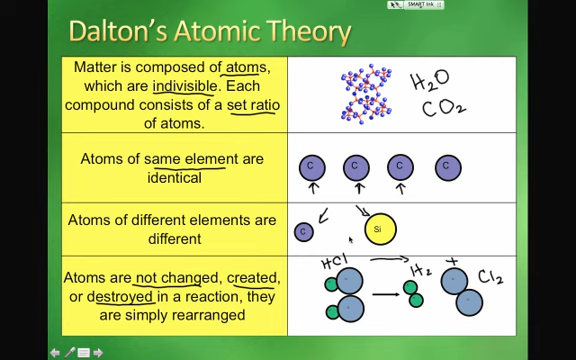 SMART Ink
Dalton's Atomic Theory
Matter is composed of atoms,
which are indivisible. Each
compound consists of a set ratio
of atoms.
H₂O
CO₂
Atoms of same element are
identical
C C C C
Atoms of different elements are
different
C Si
Atoms are not changed, created,
or destroyed in a reaction, they
are simply rearranged
HCl → H₂ + Cl₂